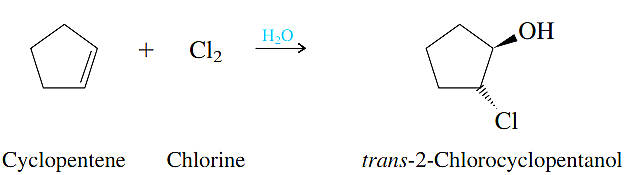 H₂O
OH
+ Cl₂
Cl
Cyclopentene Chlorine trans-2-Chlorocyclopentanol